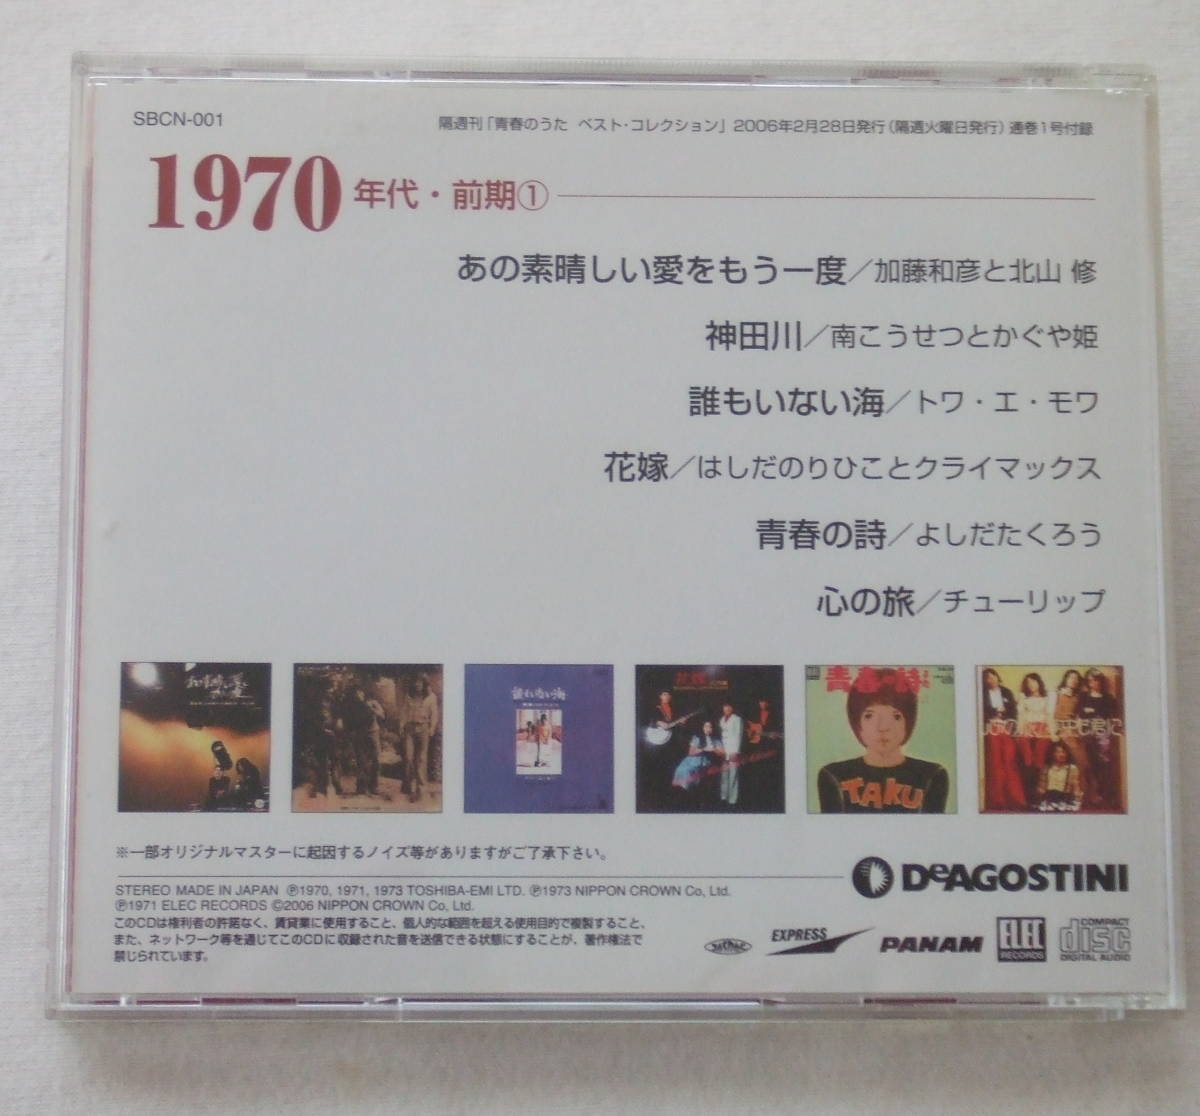 SBCN-001
隔週刊「青春のうた ベスト・コレクション」 2006年2月28日発行（隔週火曜日発行）通巻1号付録
1970年代・前期①
あの素晴しい愛をもう一度／加藤和彦と北山 修
神田川／南こうせつとかぐや姫
誰もいない海／トワ・エ・モワ
花嫁／はしだのりひことクライマックス
青春の詩／よしだたくろう
心の旅／チューリップ
誰もいない海
花嫁
青春の詩
TAKU
※一部オリジナルマスターに起因するノイズ等がありますがご了承下さい。
DeAGOSTINI
STEREO MADE IN JAPAN ℗1970, 1971, 1973 TOSHIBA-EMI LTD. ℗1973 NIPPON CROWN Co, Ltd.
℗1971 ELEC RECORDS ©2006 NIPPON CROWN Co, Ltd.
このCDは権利者の許諾なく、賃貸業に使用すること、個人的な範囲を超える使用目的で複製すること、
また、ネットワーク等を通じてこのCDに収録された音を送信できる状態にすることが、著作権法で
禁じられています。
EXPRESS
PANAM
ELEC
RECORDS
COMPACT
disc
DIGITAL AUDIO